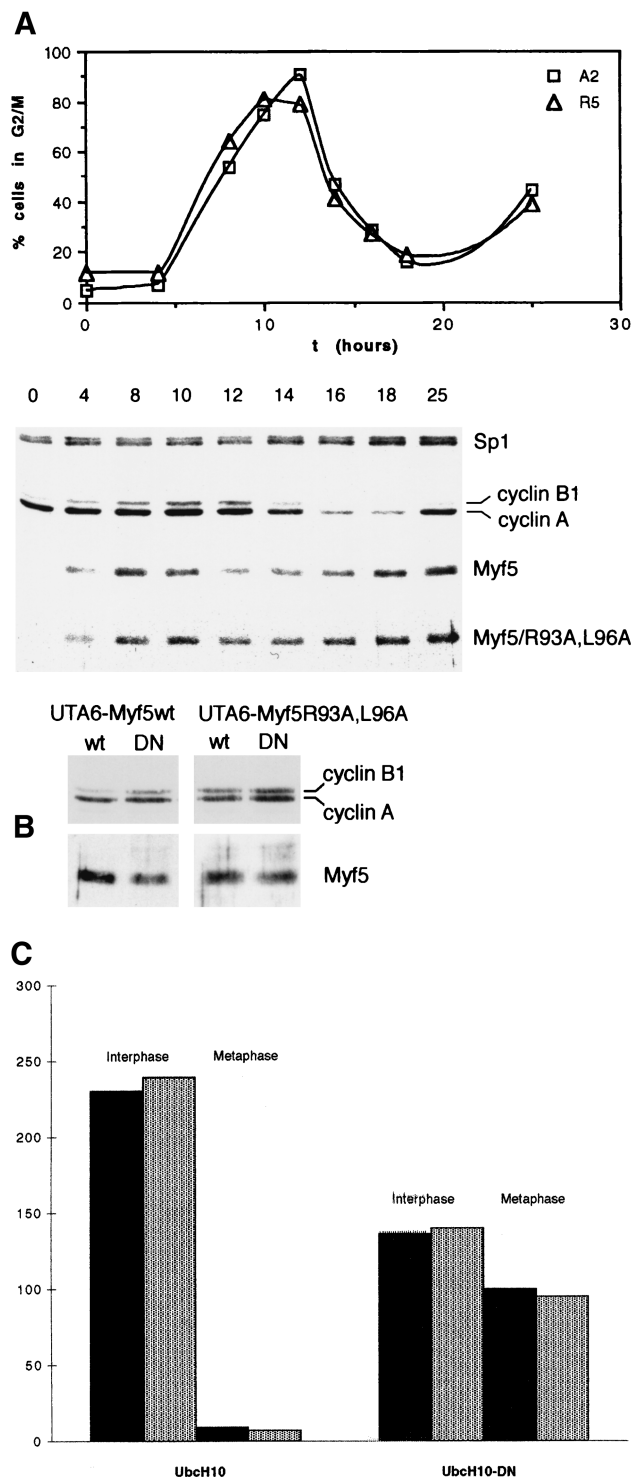 A
100
80
60
40
20
0
% cells in G2/M
A2
R5
0
10
20
30
t (hours)
0 4 8 10 12 14 16 18 25
Sp1
cyclin B1
cyclin A
Myf5
Myf5/R93A,L96A
UTA6-Myf5wt UTA6-Myf5R93A,L96A
wt DN wt DN
cyclin B1
cyclin A
B
Myf5
C
300
250
200
150
100
50
0
Interphase Metaphase
Interphase Metaphase
UbcH10 UbcH10-DN